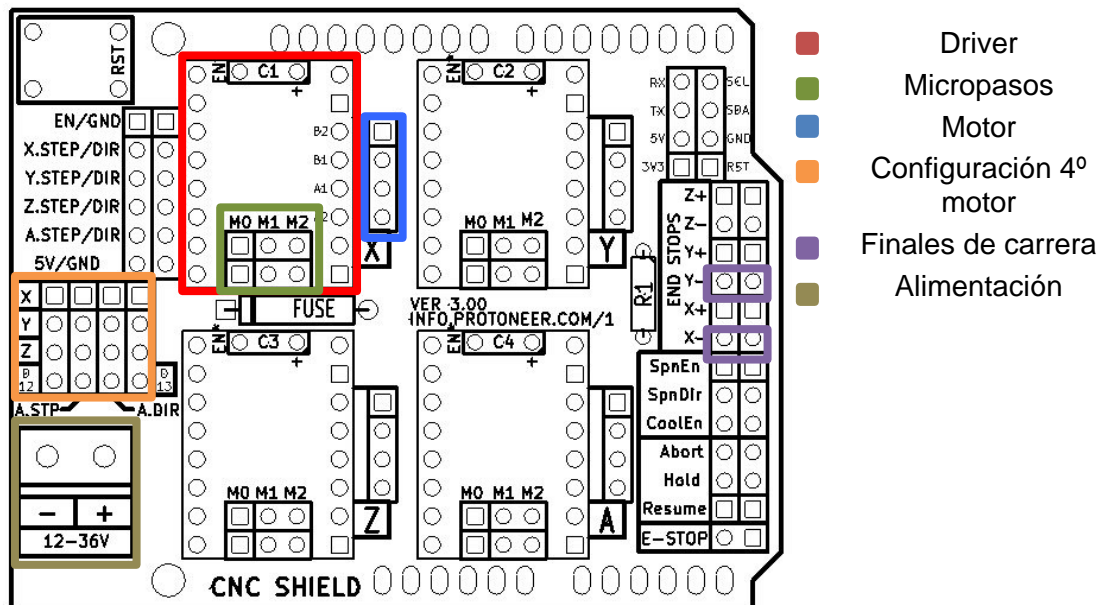 RST
EN/GND
X.STEP/DIR
Y.STEP/DIR
Z.STEP/DIR
A.STEP/DIR
5V/GND
X
Y
Z
D 12
D 13
A.STP
A.DIR
- +
12-36V
EN*
C1
+
B2
B1
A1
M0 M1 M2
X
FUSE
EN*
C2
+
M0 M1 M2
Y
VER 3.00
INFO.PROTONEER.COM/1
R1
EN*
C3
+
M0 M1 M2
Z
EN*
C4
+
M0 M1 M2
A
CNC SHIELD
RX SCL
TX SDA
5V GND
3V3 RST
END STOPS
Z+
Z-
Y+
Y-
X+
X-
SpnEn
SpnDir
CoolEn
Abort
Hold
Resume
E-STOP
Driver
Micropasos
Motor
Configuración 4º
motor
Finales de carrera
Alimentación